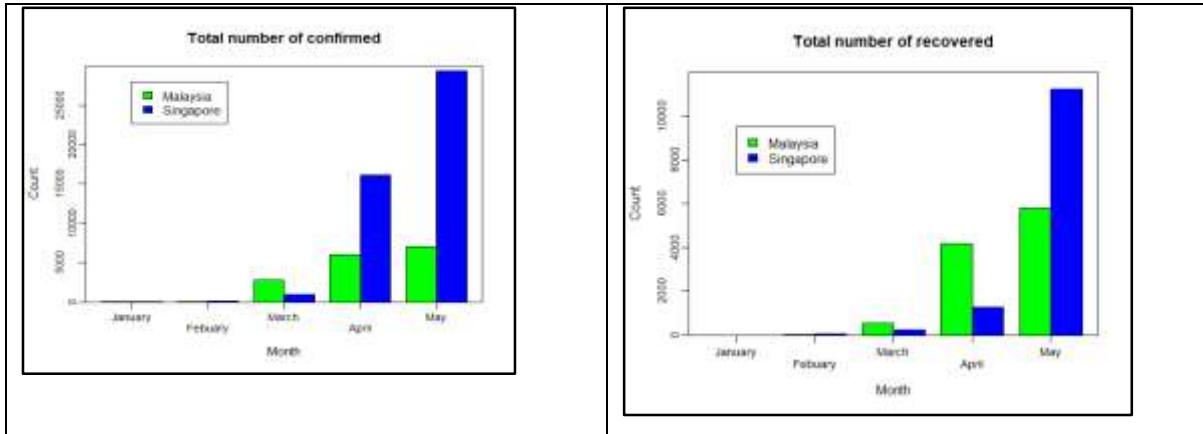 Total number of confirmed
Malaysia
Singapore
Count
25000
20000
15000
10000
5000
0
January
Febuary
March
April
May
Month
Total number of recovered
Malaysia
Singapore
Count
10000
8000
6000
4000
2000
0
January
Febuary
March
April
May
Month